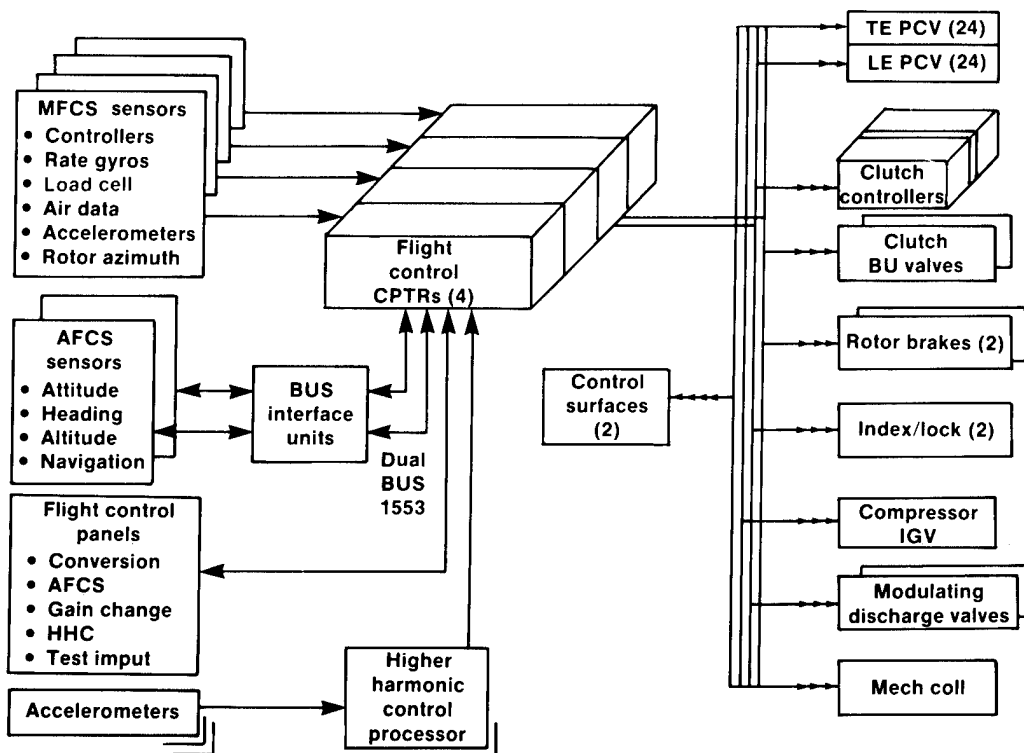 MFCS sensors
• Controllers
• Rate gyros
• Load cell
• Air data
• Accelerometers
• Rotor azimuth
AFCS
sensors
• Attitude
• Heading
• Altitude
• Navigation
BUS
interface
units
Dual
BUS
1553
Flight control
panels
• Conversion
• AFCS
• Gain change
• HHC
• Test imput
Accelerometers
Higher
harmonic
control
processor
Flight
control
CPTRs (4)
Control
surfaces
(2)
TE PCV (24)
LE PCV (24)
Clutch
controllers
Clutch
BU valves
Rotor brakes (2)
Index/lock (2)
Compressor
IGV
Modulating
discharge valves
Mech coll